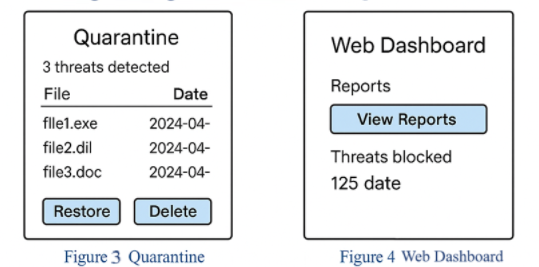 Quarantine
3 threats detected
File Date
flle1.exe 2024-04-
file2.dil 2024-04-
file3.doc 2024-04-
Restore Delete
Figure 3 Quarantine
Web Dashboard
Reports
View Reports
Threats blocked
125 date
Figure 4 Web Dashboard